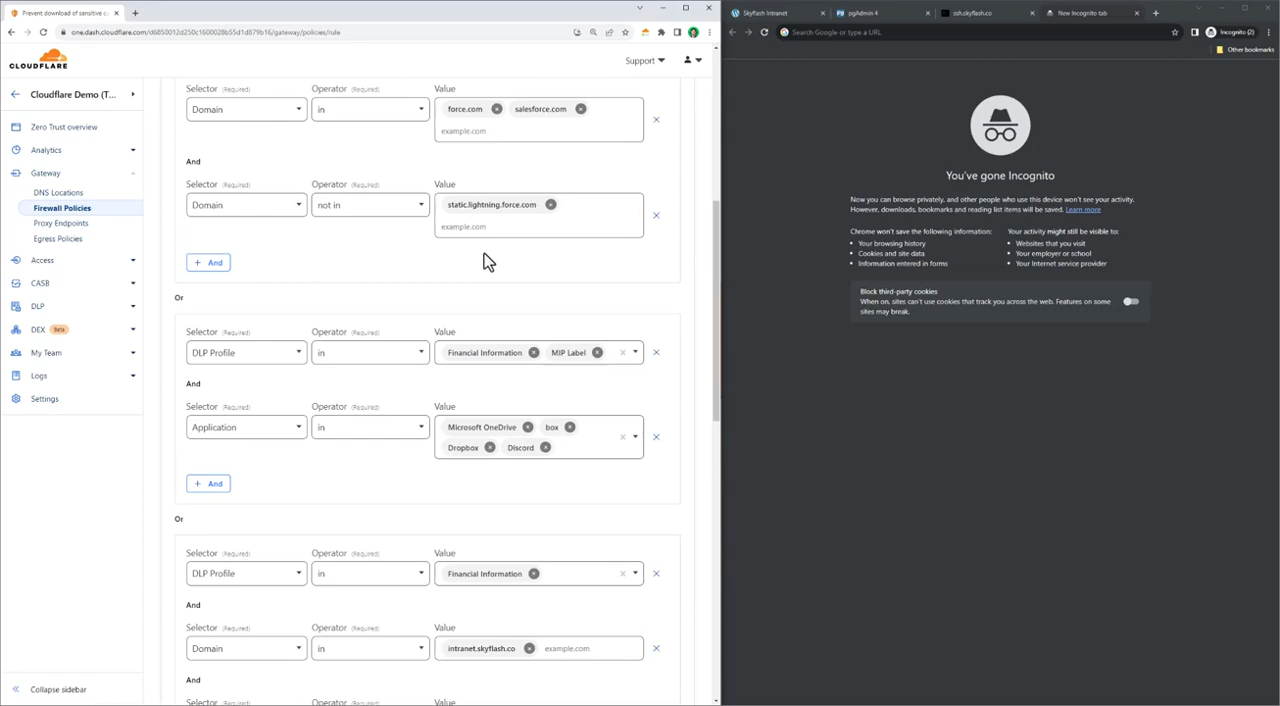 Prevent download of sensitive c
one.dash.cloudflare.com/d6850012d250c1600028b55d1d879b16/gateway/policies/rule
CLOUDFLARE
Support
Cloudflare Demo (T...
Zero Trust overview
Analytics
Gateway
DNS Locations
Firewall Policies
Proxy Endpoints
Egress Policies
Access
CASB
DLP
DEX Beta
My Team
Logs
Settings
Collapse sidebar
Selector (Required) Operator (Required) Value
Domain in force.com salesforce.com
example.com
And
Selector (Required) Operator (Required) Value
Domain not in static.lightning.force.com
example.com
+ And
Or
Selector (Required) Operator (Required) Value
DLP Profile in Financial Information MIP Label
And
Selector (Required) Operator (Required) Value
Application in Microsoft OneDrive box
Dropbox Discord
+ And
Or
Selector (Required) Operator (Required) Value
DLP Profile in Financial Information
And
Selector (Required) Operator (Required) Value
Domain in intranet.skyflash.co example.com
And
Selector (Required) Operator (Required) Value
Skyflash Intranet pgAdmin 4 ssh.skyflash.co New Incognito tab
Search Google or type a URL
Incognito (2)
Other bookmarks
You've gone Incognito
Now you can browse privately, and other people who use this device won't see your activity.
However, downloads, bookmarks and reading list items will be saved. Learn more
Chrome won't save the following information: Your activity might still be visible to:
• Your browsing history • Websites that you visit
• Cookies and site data • Your employer or school
• Information entered in forms • Your Internet service provider
Block third-party cookies
When on, sites can't use cookies that track you across the web. Features on some
sites may break.